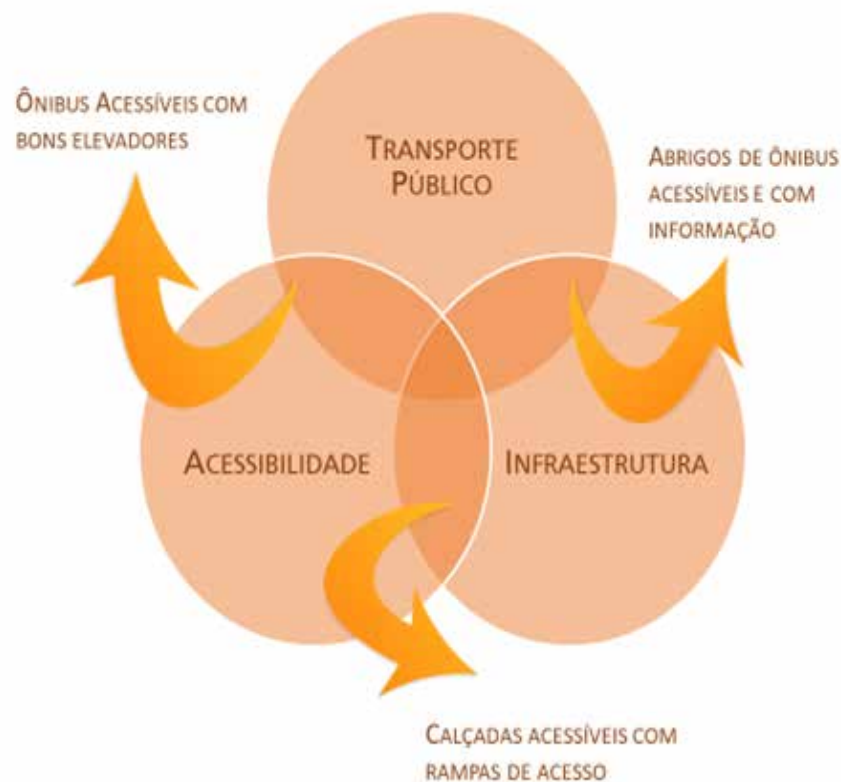 Ônibus Acessíveis com
bons elevadores
Transporte
Público
Abrigos de ônibus
acessíveis e com
informação
Acessibilidade
Infraestrutura
Calçadas acessíveis com
rampas de acesso